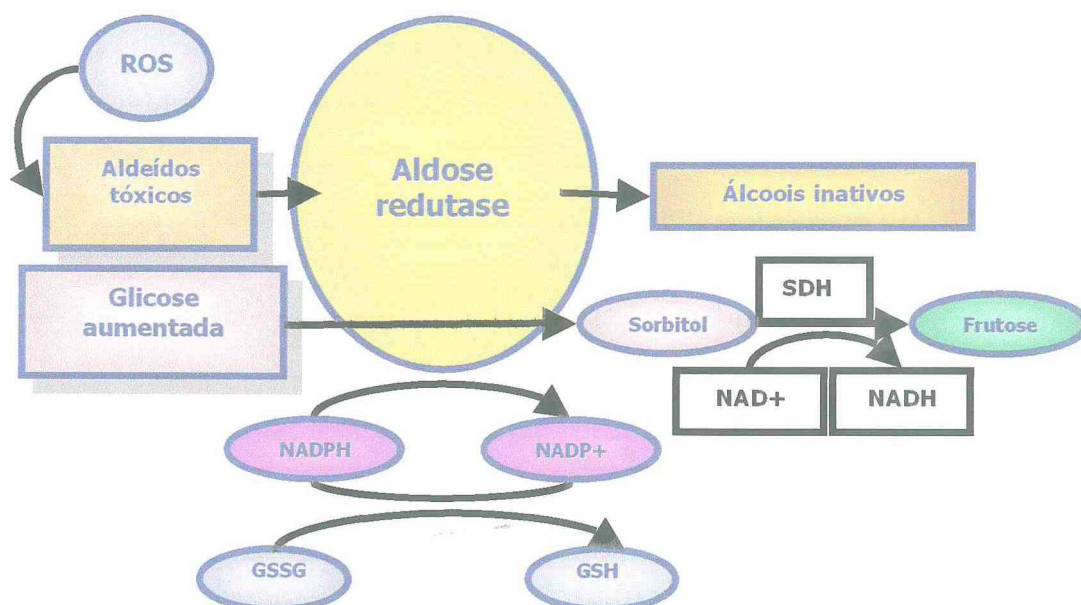 ROS
Aldeídos
tóxicos
Aldose
redutase
Álcoois inativos
Glicose
aumentada
SDH
Sorbitol
Frutose
NAD+
NADH
NADPH
NADP+
GSSG
GSH